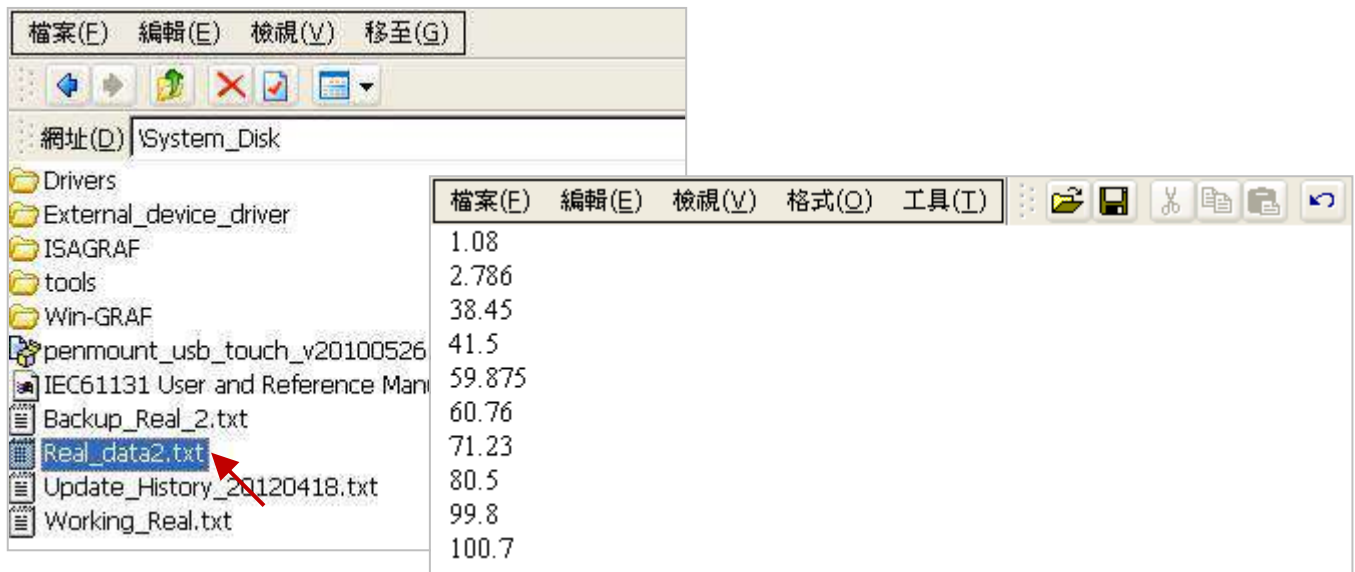 檔案(F) 編輯(E) 檢視(V) 移至(G)
網址(D) \System_Disk
Drivers
External_device_driver
ISAGRAF
tools
Win-GRAF
penmount_usb_touch_v20100526
IEC61131 User and Reference Manu
Backup_Real_2.txt
Real_data2.txt
Update_History_20120418.txt
Working_Real.txt
檔案(F) 編輯(E) 檢視(V) 格式(O) 工具(T)
1.08
2.786
38.45
41.5
59.875
60.76
71.23
80.5
99.8
100.7